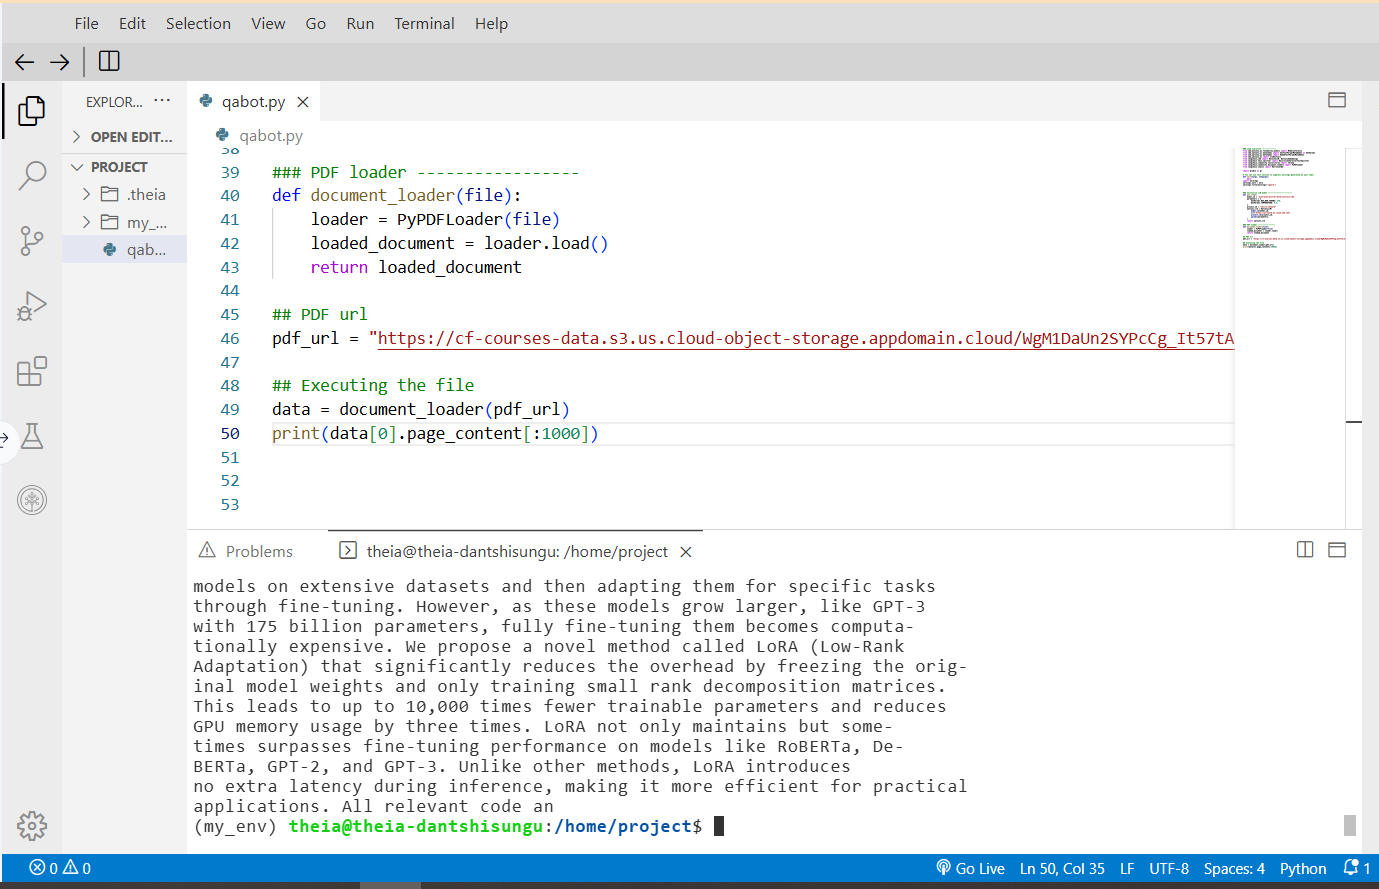 File Edit Selection View Go Run Terminal Help
EXPLOR... ···
qabot.py
OPEN EDIT...
qabot.py
PROJECT
.theia
my_...
qab...
38
39 ### PDF loader -----------------
40 def document_loader(file):
41 loader = PyPDFLoader(file)
42 loaded_document = loader.load()
43 return loaded_document
44
45 ## PDF url
46 pdf_url = "https://cf-courses-data.s3.us.cloud-object-storage.appdomain.cloud/WgM1DaUn2SYPcCg_It57tA
47
48 ## Executing the file
49 data = document_loader(pdf_url)
50 print(data[0].page_content[:1000])
51
52
53
Problems theia@theia-dantshisungu: /home/project
models on extensive datasets and then adapting them for specific tasks
through fine-tuning. However, as these models grow larger, like GPT-3
with 175 billion parameters, fully fine-tuning them becomes computa-
tionally expensive. We propose a novel method called LoRA (Low-Rank
Adaptation) that significantly reduces the overhead by freezing the orig-
inal model weights and only training small rank decomposition matrices.
This leads to up to 10,000 times fewer trainable parameters and reduces
GPU memory usage by three times. LoRA not only maintains but some-
times surpasses fine-tuning performance on models like RoBERTa, De-
BERTa, GPT-2, and GPT-3. Unlike other methods, LoRA introduces
no extra latency during inference, making it more efficient for practical
applications. All relevant code an
(my_env) theia@theia-dantshisungu:/home/project$
0 0 Go Live Ln 50, Col 35 LF UTF-8 Spaces: 4 Python 1